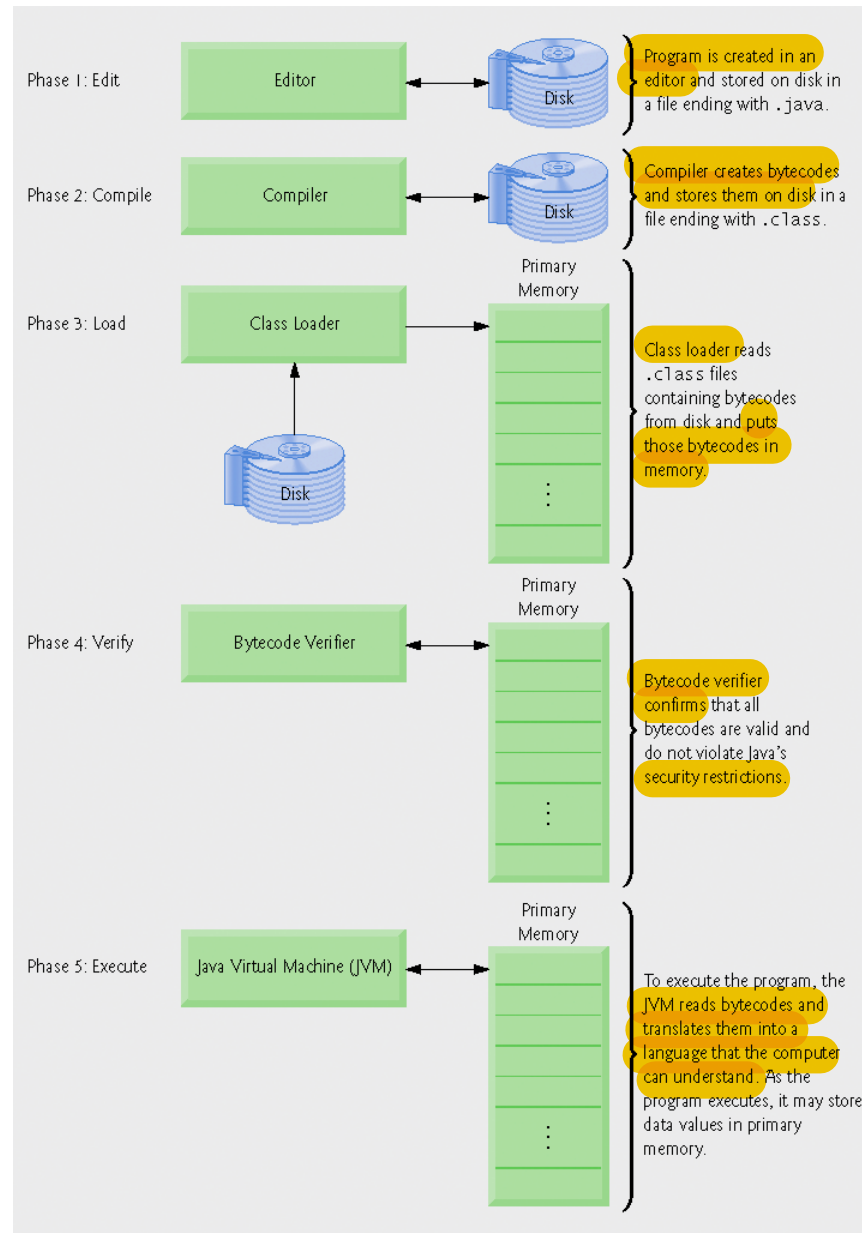 Phase 1: Edit
Editor
Disk
Program is created in an
editor and stored on disk in
a file ending with .java.
Phase 2: Compile
Compiler
Disk
Compiler creates bytecodes
and stores them on disk in a
file ending with .class.
Phase 3: Load
Class Loader
Disk
Primary
Memory
Class loader reads
.class files
containing bytecodes
from disk and puts
those bytecodes in
memory.
Phase 4: Verify
Bytecode Verifier
Primary
Memory
Bytecode verifier
confirms that all
bytecodes are valid and
do not violate Java's
security restrictions.
Phase 5: Execute
Java Virtual Machine (JVM)
Primary
Memory
To execute the program, the
JVM reads bytecodes and
translates them into a
language that the computer
can understand. As the
program executes, it may store
data values in primary
memory.